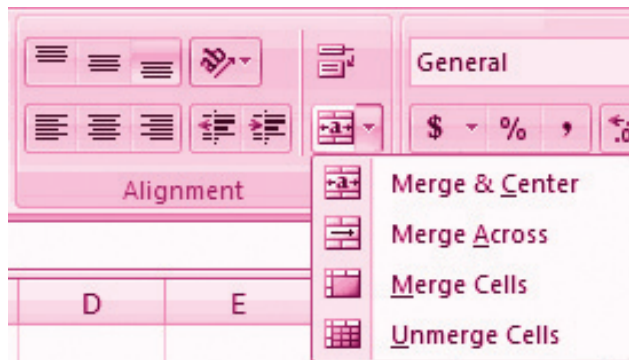 General
$ % ,
Alignment
Merge & Center
Merge Across
Merge Cells
Unmerge Cells
D E